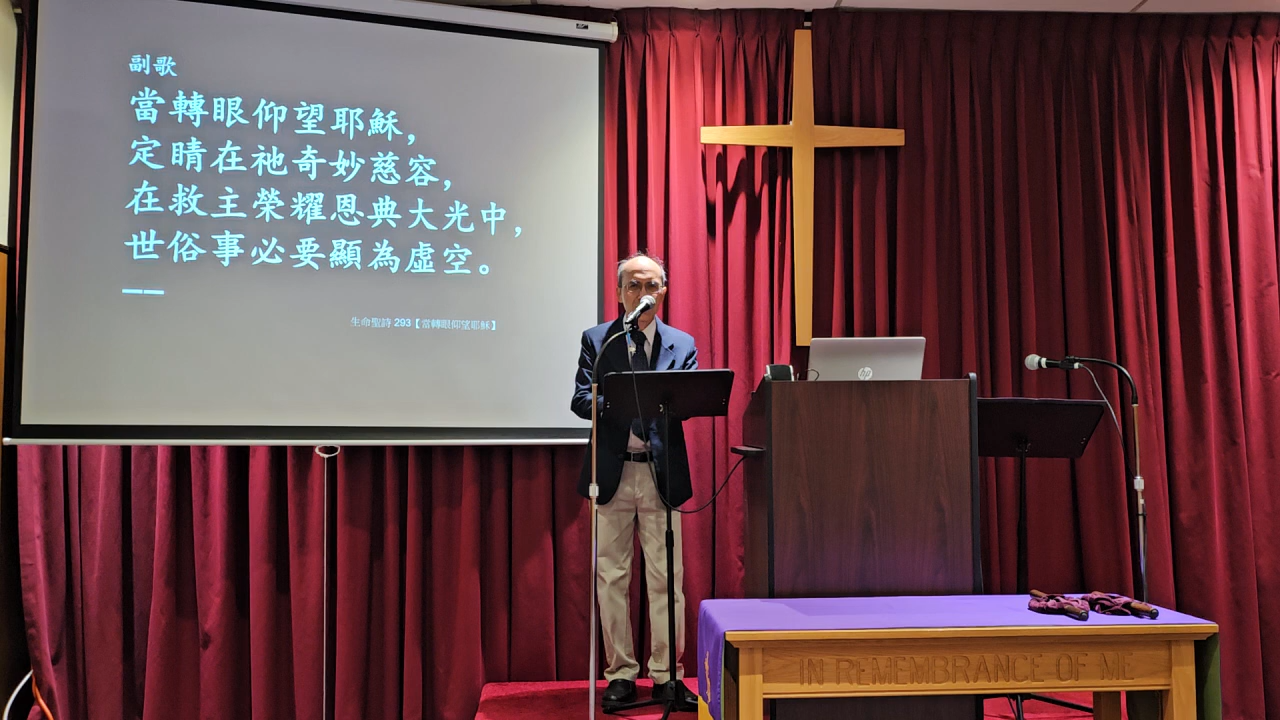 副歌
當轉眼仰望耶穌，
定睛在祂奇妙慈容，
在救主榮耀恩典大光中，
世俗事必要顯為虛空。
生命聖詩 293【當轉眼仰望耶穌】
hp
IN REMEMBRANCE OF ME